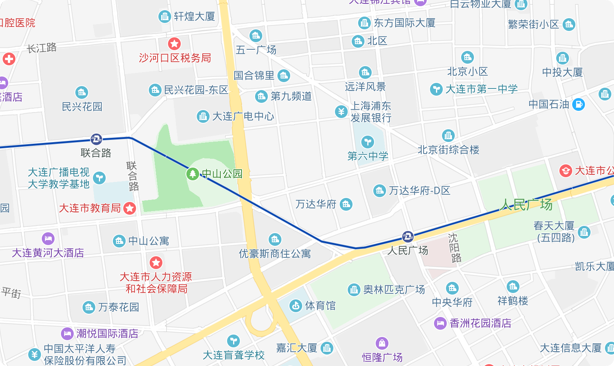 大连锦江宾馆
白云物业大厦
轩煌大厦
东方国际大厦
繁荣街小区
口腔医院
五一广场
北区
长江路
沙河口区税务局
北京小区
中投大厦
国合锦里
远洋风景
民兴花园-东区
大连市第一中学
酒店
民兴花园
第九频道
上海浦东
发展银行
中国石油
大连广电中心
第六中学
北京街综合楼
联合路
联合路
大连广播电视
大学教学基地
中山公园
大连市公
万达华府-D区
大连市教育局
万达华府
人民广场
园
春天大厦
(五四路)
中山公寓
人民广场
沈阳路
大连黄河大酒店
优豪斯商住公寓
凯乐大厦
大连市人力资源
和社会保障局
平街
奥林匹克广场
中央华府
祥鹤楼
万泰花园
体育馆
潮悦国际酒店
香洲花园酒店
中国太平洋人寿
保险股份有限公司
大连盲聋学校
嘉汇大厦
恒隆广场
大连信息大厦